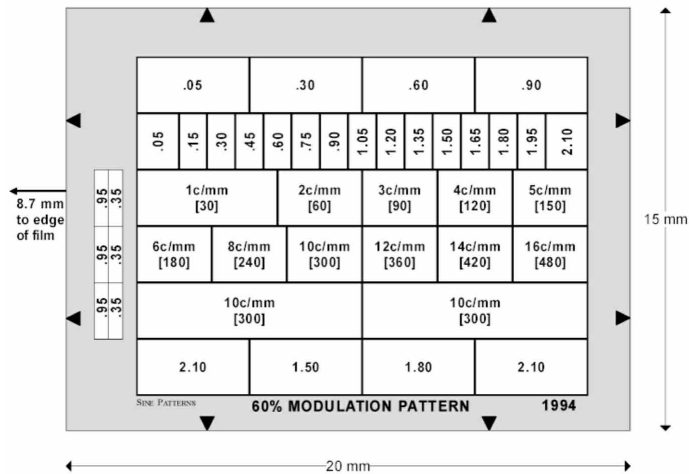 .05 .30 .60 .90
.05 .15 .30 .45 .60 .75 .90 1.05 1.20 1.35 1.50 1.65 1.80 1.95 2.10
.95 .35
1c/mm [30] 2c/mm [60] 3c/mm [90] 4c/mm [120] 5c/mm [150]
8.7 mm
to edge
of film
15 mm
.95 .35
6c/mm [180] 8c/mm [240] 10c/mm [300] 12c/mm [360] 14c/mm [420] 16c/mm [480]
.95 .35
10c/mm [300] 10c/mm [300]
2.10 1.50 1.80 2.10
SINE PATTERNS 60% MODULATION PATTERN 1994
20 mm